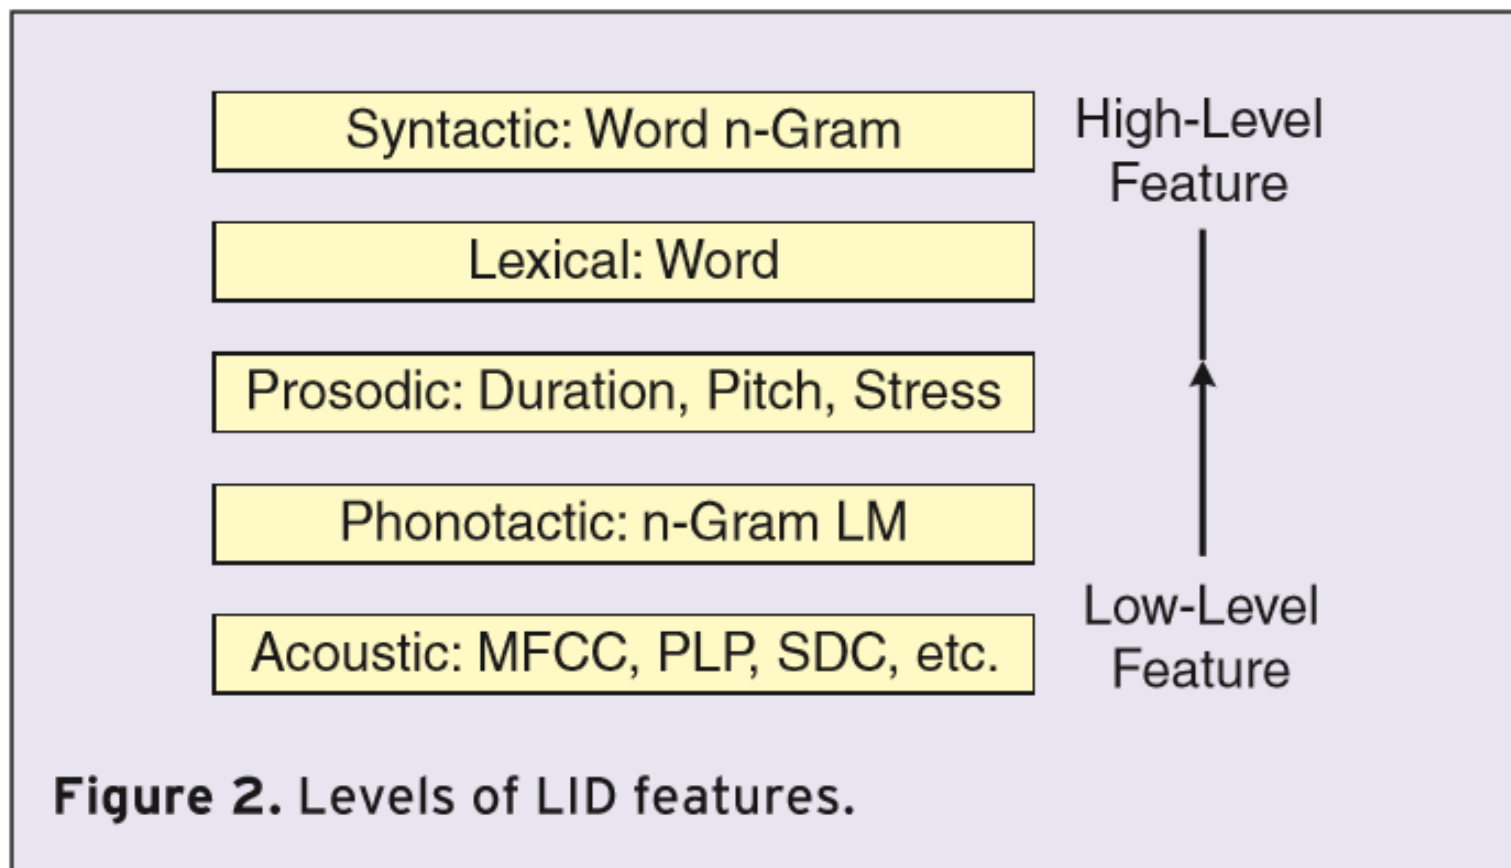 Syntactic: Word n-Gram
Lexical: Word
Prosodic: Duration, Pitch, Stress
Phonotactic: n-Gram LM
Acoustic: MFCC, PLP, SDC, etc.
High-Level
Feature
Low-Level
Feature
Figure 2. Levels of LID features.